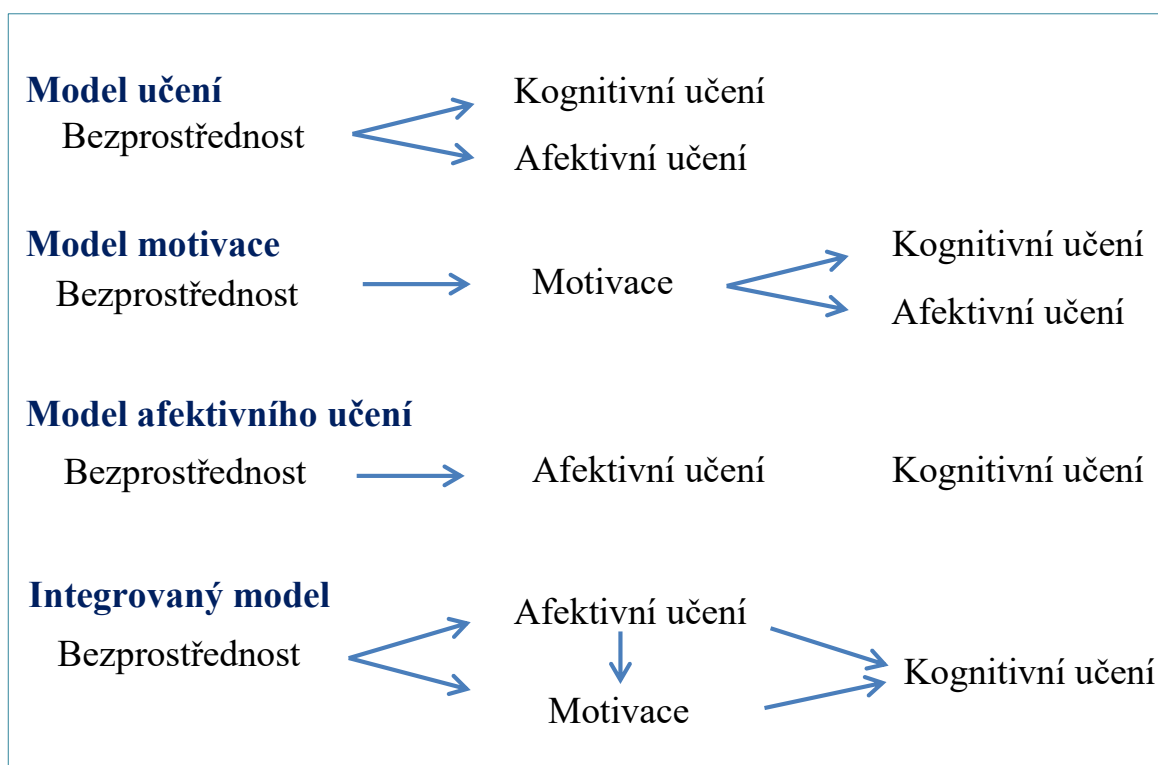 Model učení
Bezprostřednost
Kognitivní učení
Afektivní učení
Model motivace
Bezprostřednost
Motivace
Kognitivní učení
Afektivní učení
Model afektivního učení
Bezprostřednost
Afektivní učení
Kognitivní učení
Integrovaný model
Bezprostřednost
Afektivní učení
Motivace
Kognitivní učení